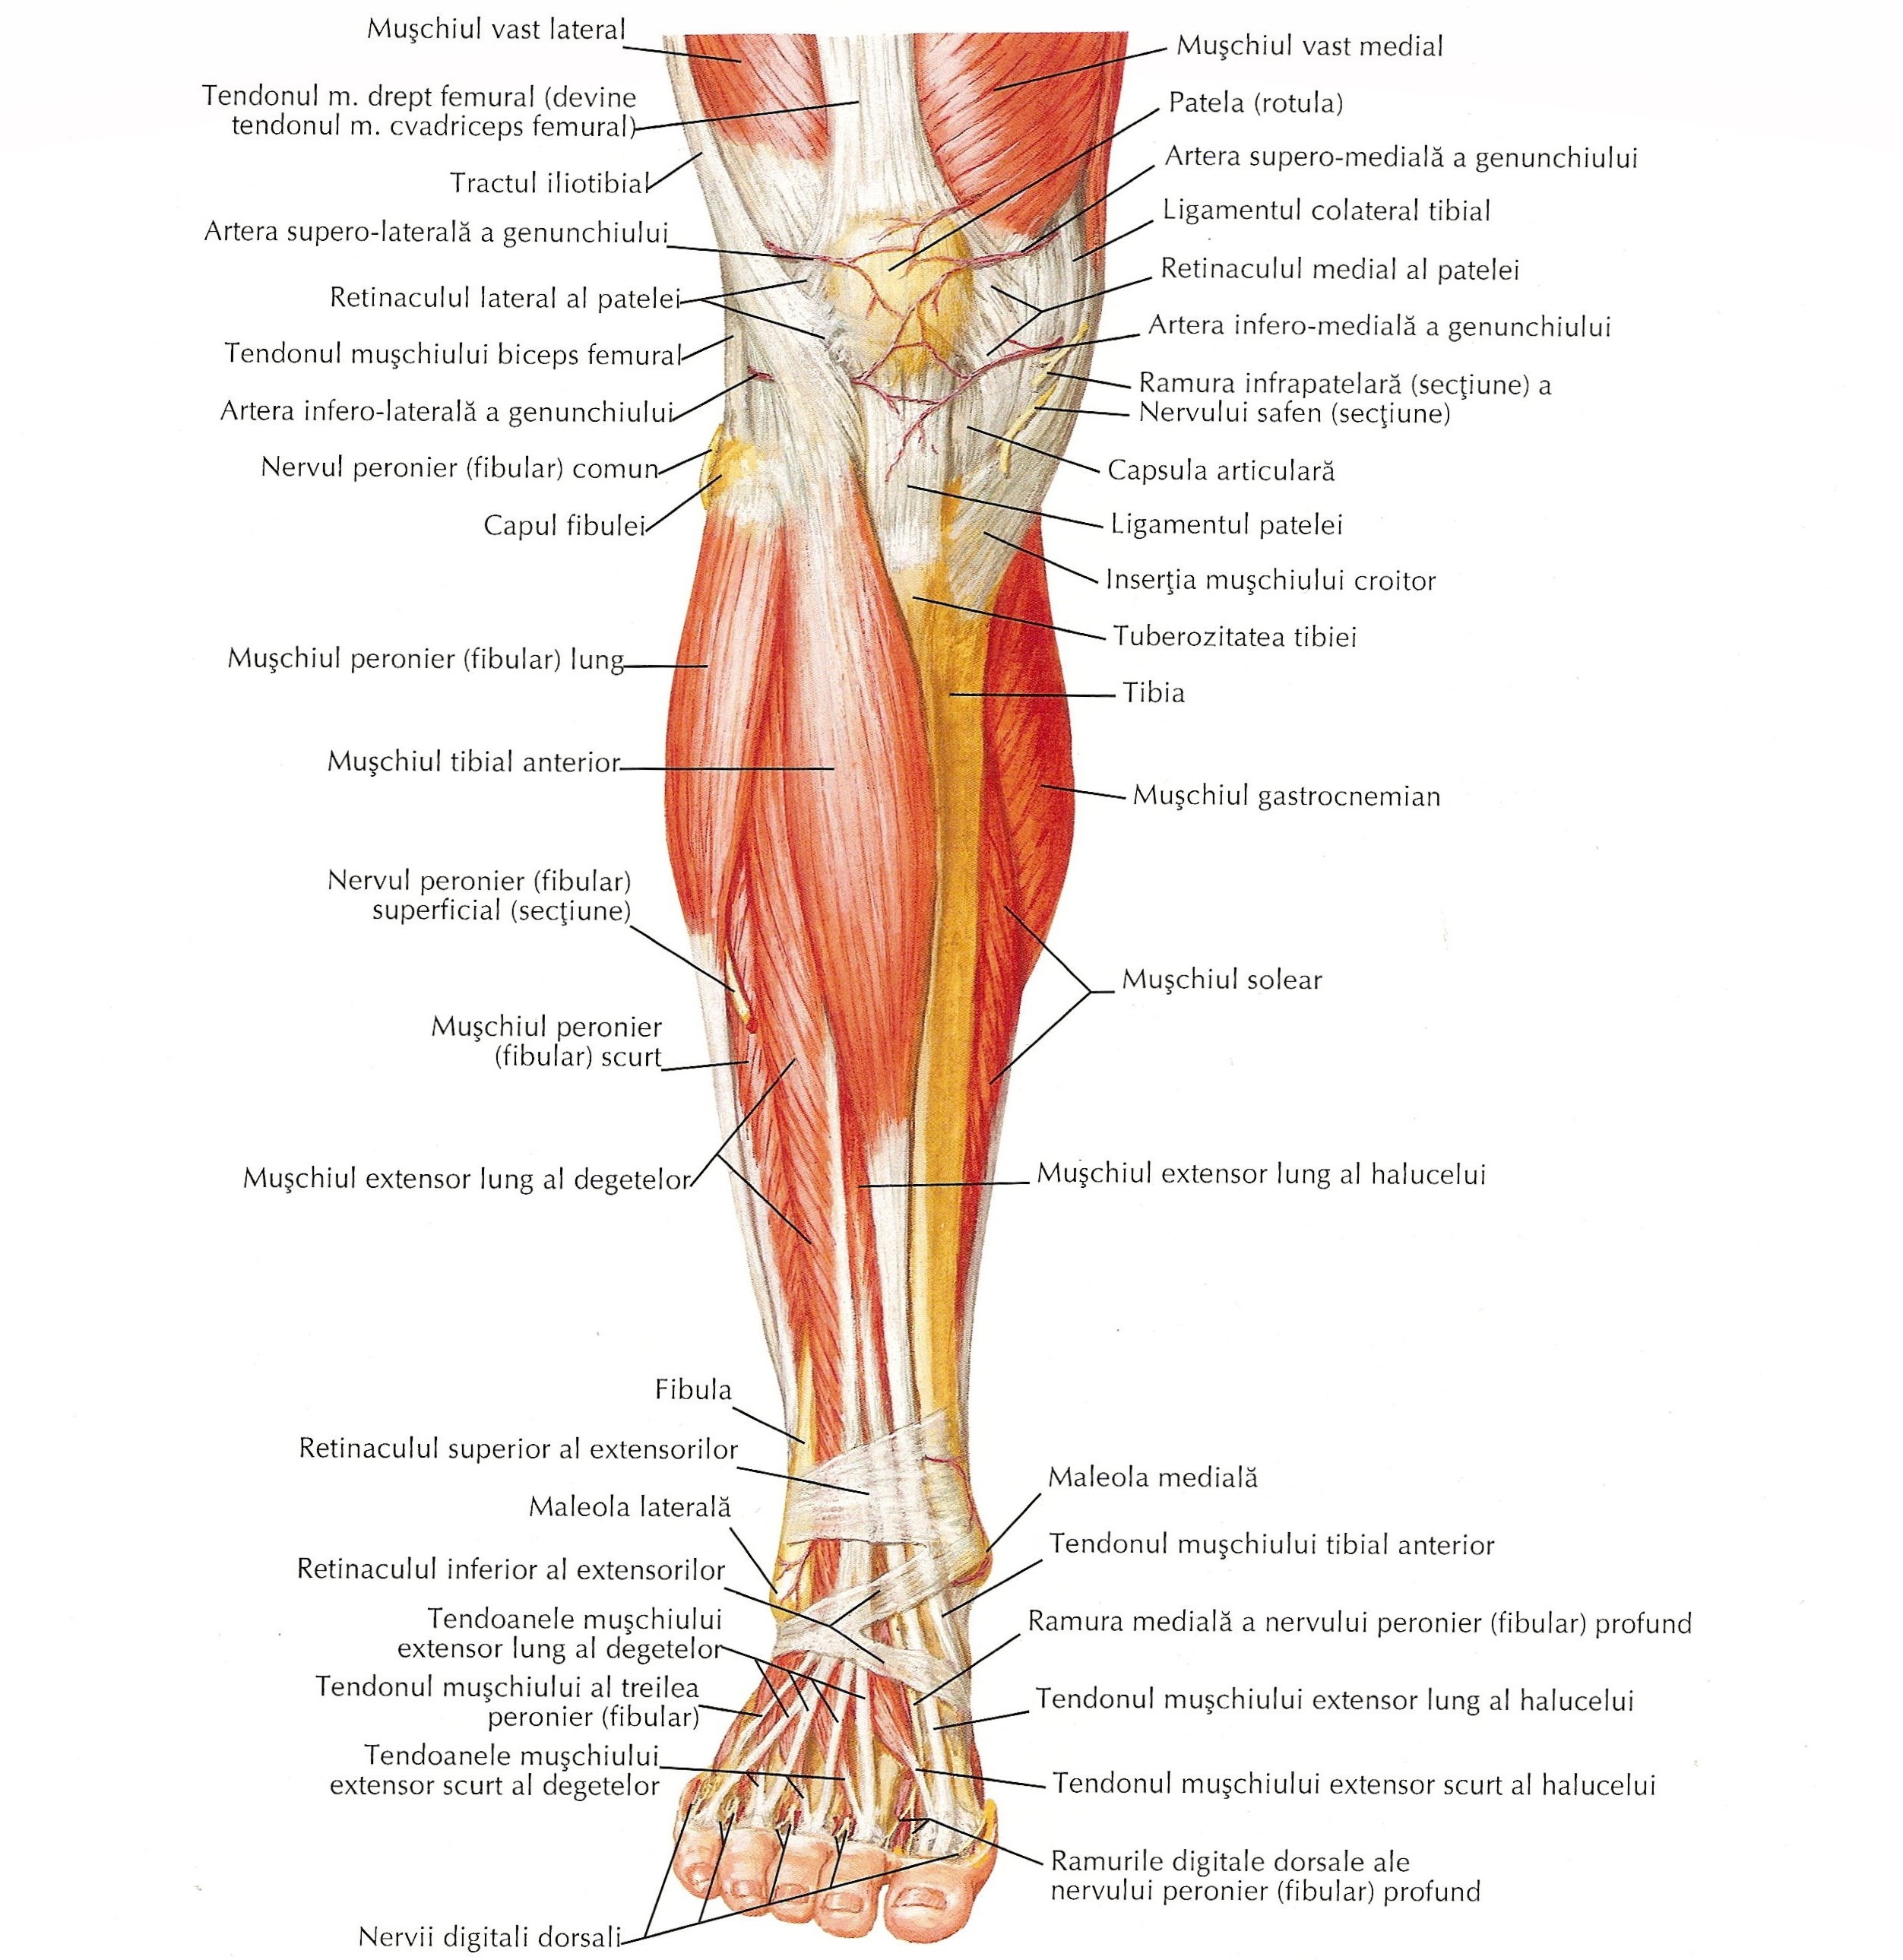 Muşchiul vast lateral
Tendonul m. drept femural (devine
tendonul m. cvadriceps femural)
Tractul iliotibial
Artera supero-laterală a genunchiului
Retinaculul lateral al patelei
Tendonul muşchiului biceps femural
Artera infero-laterală a genunchiului
Nervul peronier (fibular) comun
Capul fibulei
Muşchiul peronier (fibular) lung
Muşchiul tibial anterior
Nervul peronier (fibular)
superficial (secţiune)
Muşchiul peronier
(fibular) scurt
Muşchiul extensor lung al degetelor
Fibula
Retinaculul superior al extensorilor
Maleola laterală
Retinaculul inferior al extensorilor
Tendoanele muşchiului
extensor lung al degetelor
Tendonul muşchiului al treilea
peronier (fibular)
Tendoanele muşchiului
extensor scurt al degetelor
Nervii digitali dorsali
Muşchiul vast medial
Patela (rotula)
Artera supero-medială a genunchiului
Ligamentul colateral tibial
Retinaculul medial al patelei
Artera infero-medială a genunchiului
Ramura infrapatelară (secţiune) a
Nervului safen (secţiune)
Capsula articulară
Ligamentul patelei
Inserţia muşchiului croitor
Tuberozitatea tibiei
Tibia
Muşchiul gastrocnemian
Muşchiul solear
Muşchiul extensor lung al halucelui
Maleola medială
Tendonul muşchiului tibial anterior
Ramura medială a nervului peronier (fibular) profund
Tendonul muşchiului extensor lung al halucelui
Tendonul muşchiului extensor scurt al halucelui
Ramurile digitale dorsale ale
nervului peronier (fibular) profund